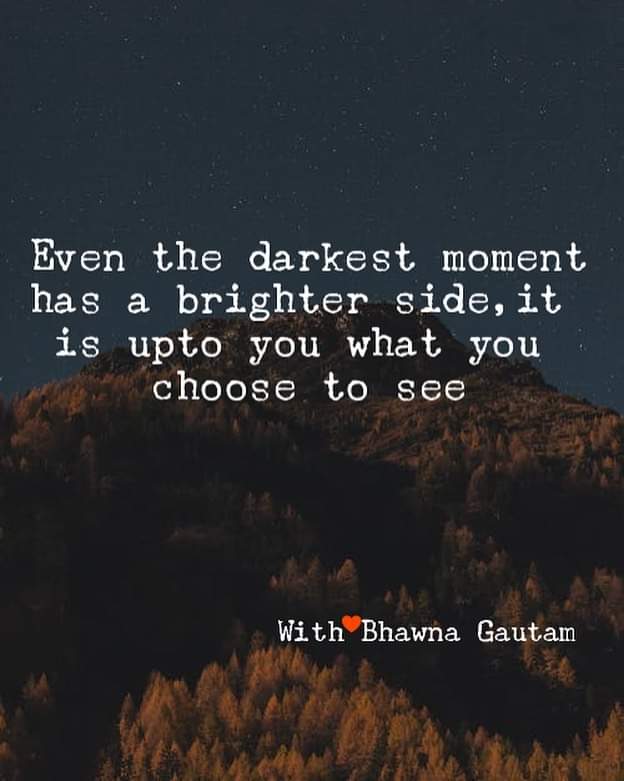 Even the darkest moment
has a brighter side,it
is upto you what you
choose to see
With❤Bhawna Gautam